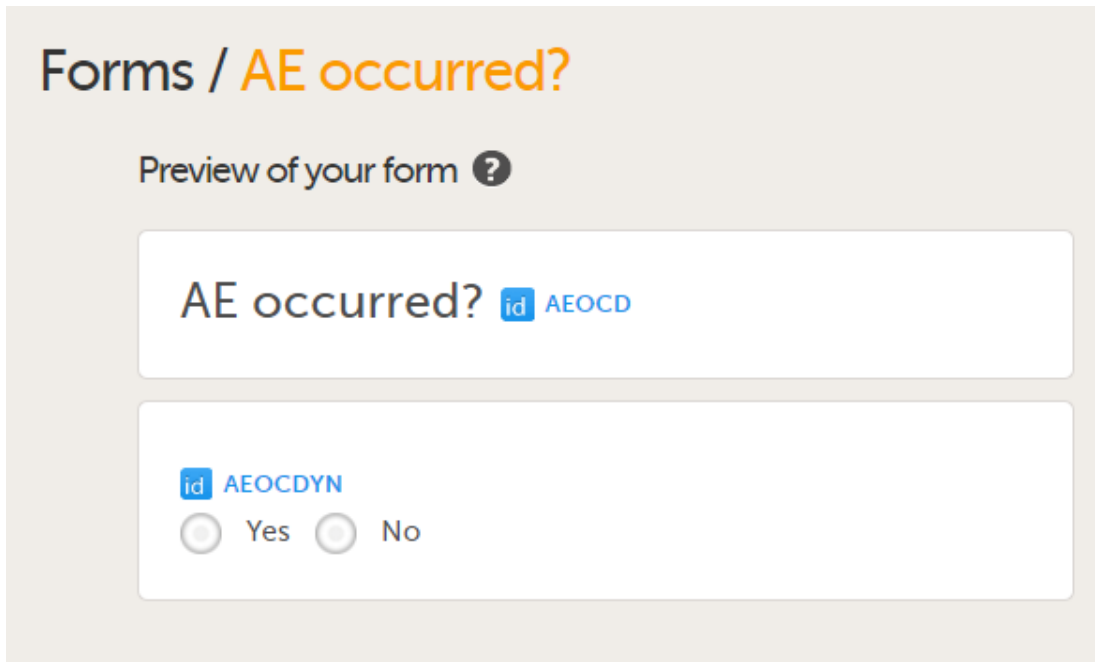 Forms / AE occurred?
Preview of your form ?
AE occurred? id AEOCD
id AEOCDYN
Yes No